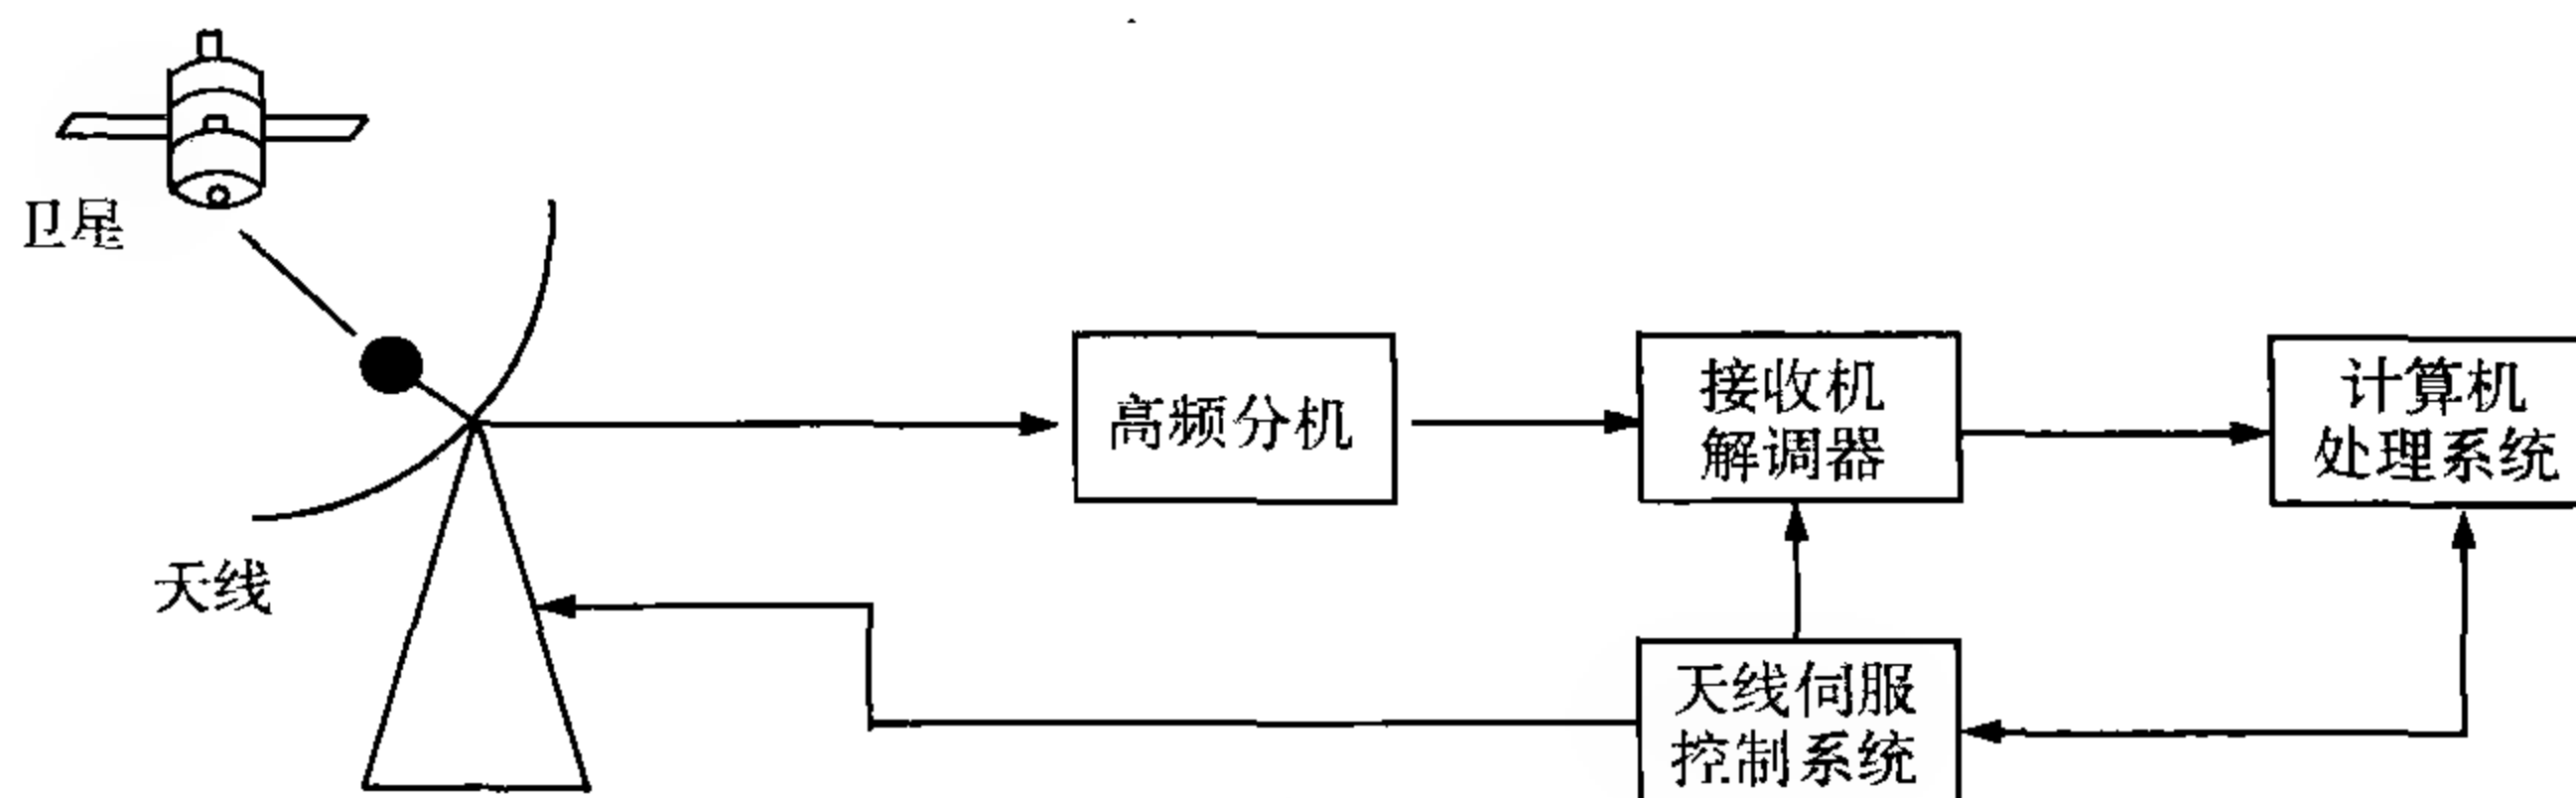 卫星
高频分机
接收机
解调器
计算机
处理系统
天线
天线伺服
控制系统